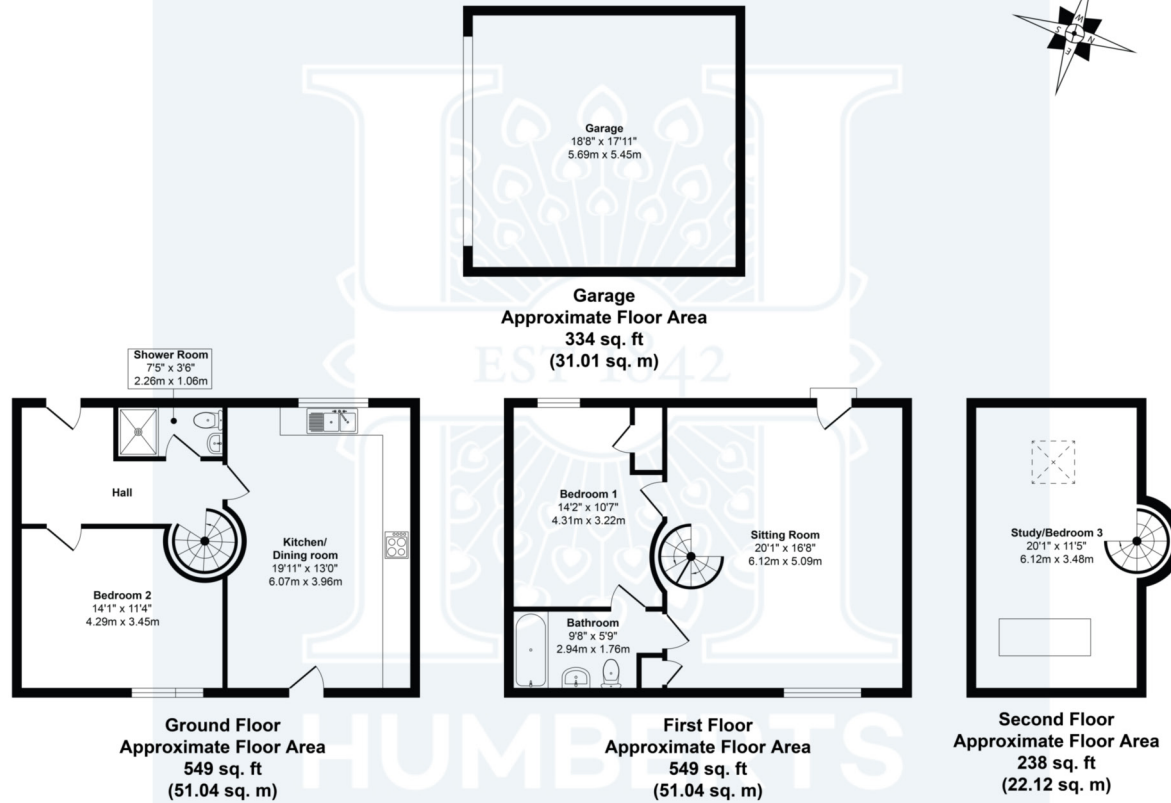 W
S
N
E
Garage
18'8" x 17'11"
5.69m x 5.45m
Garage
Approximate Floor Area
334 sq. ft
(31.01 sq. m)
EST 1842
Shower Room
7'5" x 3'6"
2.26m x 1.06m
Hall
Kitchen/
Dining room
19'11" x 13'0"
6.07m x 3.96m
Bedroom 2
14'1" x 11'4"
4.29m x 3.45m
Ground Floor
Approximate Floor Area
549 sq. ft
(51.04 sq. m)
Bedroom 1
14'2" x 10'7"
4.31m x 3.22m
Sitting Room
20'1" x 16'8"
6.12m x 5.09m
Bathroom
9'8" x 5'9"
2.94m x 1.76m
First Floor
Approximate Floor Area
549 sq. ft
(51.04 sq. m)
Study/Bedroom 3
20'1" x 11'5"
6.12m x 3.48m
Second Floor
Approximate Floor Area
238 sq. ft
(22.12 sq. m)
HUMBERTS